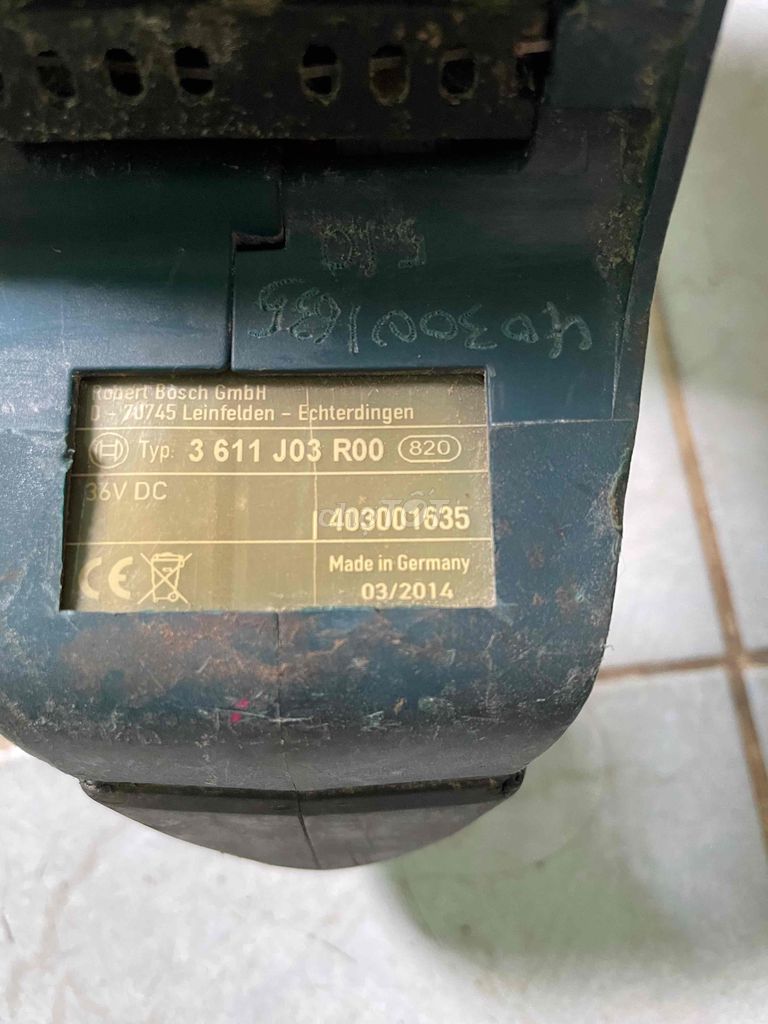 Robert Bosch GmbH
D - 70745 Leinfelden - Echterdingen
Typ. 3 611 J03 R00 820
36V DC
403001635
CE Made in Germany
03/2014